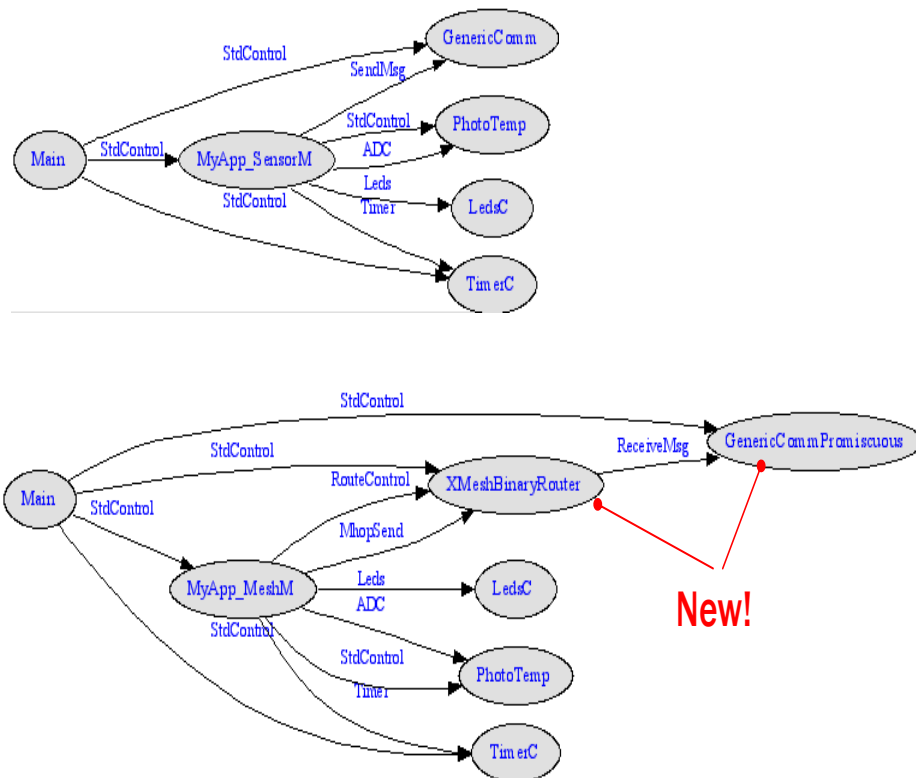 GenericComm
StdControl
SendMsg
StdControl
PhotoTemp
Main
StdControl
MyApp_SensorM
ADC
Leds
StdControl
Timer
LedsC
TimerC
StdControl
GenericCommPromiscuous
StdControl
ReceiveMsg
RouteControl
XMeshBinaryRouter
Main
StdControl
MhopSend
Leds
MyApp_MeshM
LedsC
ADC
New!
StdControl
StdControl
PhotoTemp
Timer
TimerC